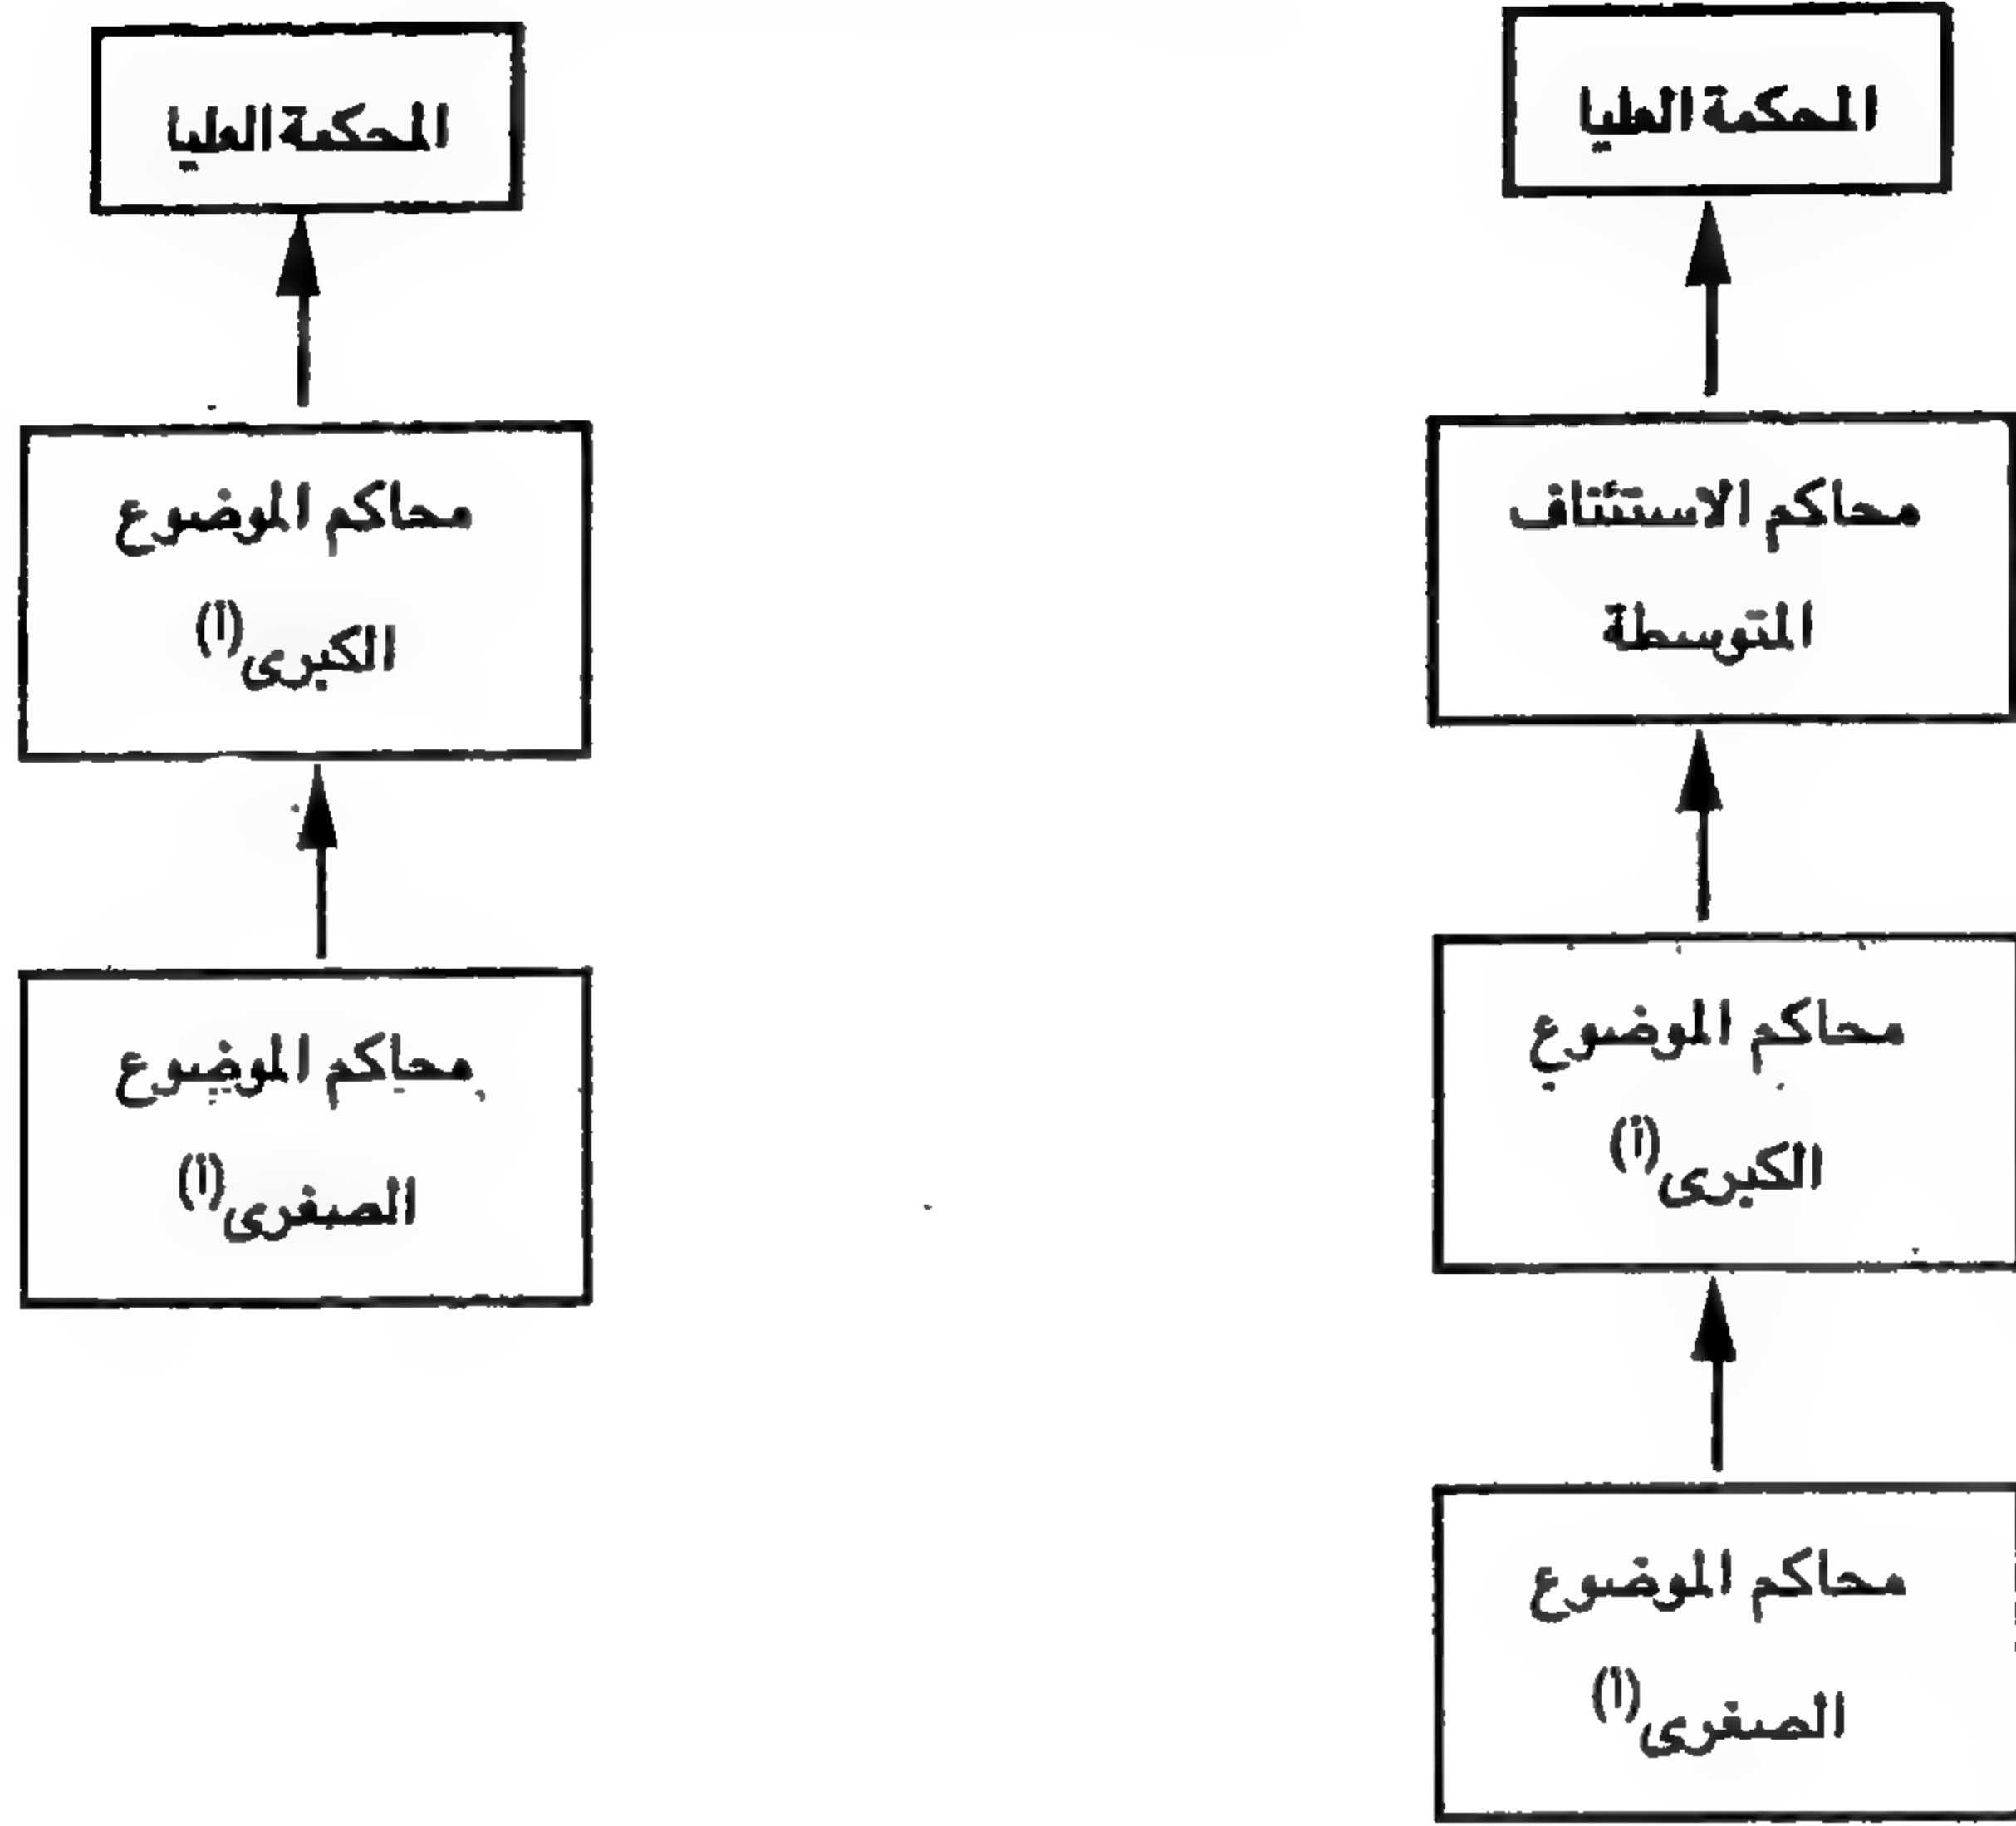 المحكمة العليا
محاكم الاستئناف
المتوسطة
محاكم الموضوع
الكبرى(أ)
محاكم الموضوع
الصغرى(أ)
المحكمة العليا
محاكم الموضوع
الكبرى(أ)
محاكم الموضوع
الصغرى(أ)